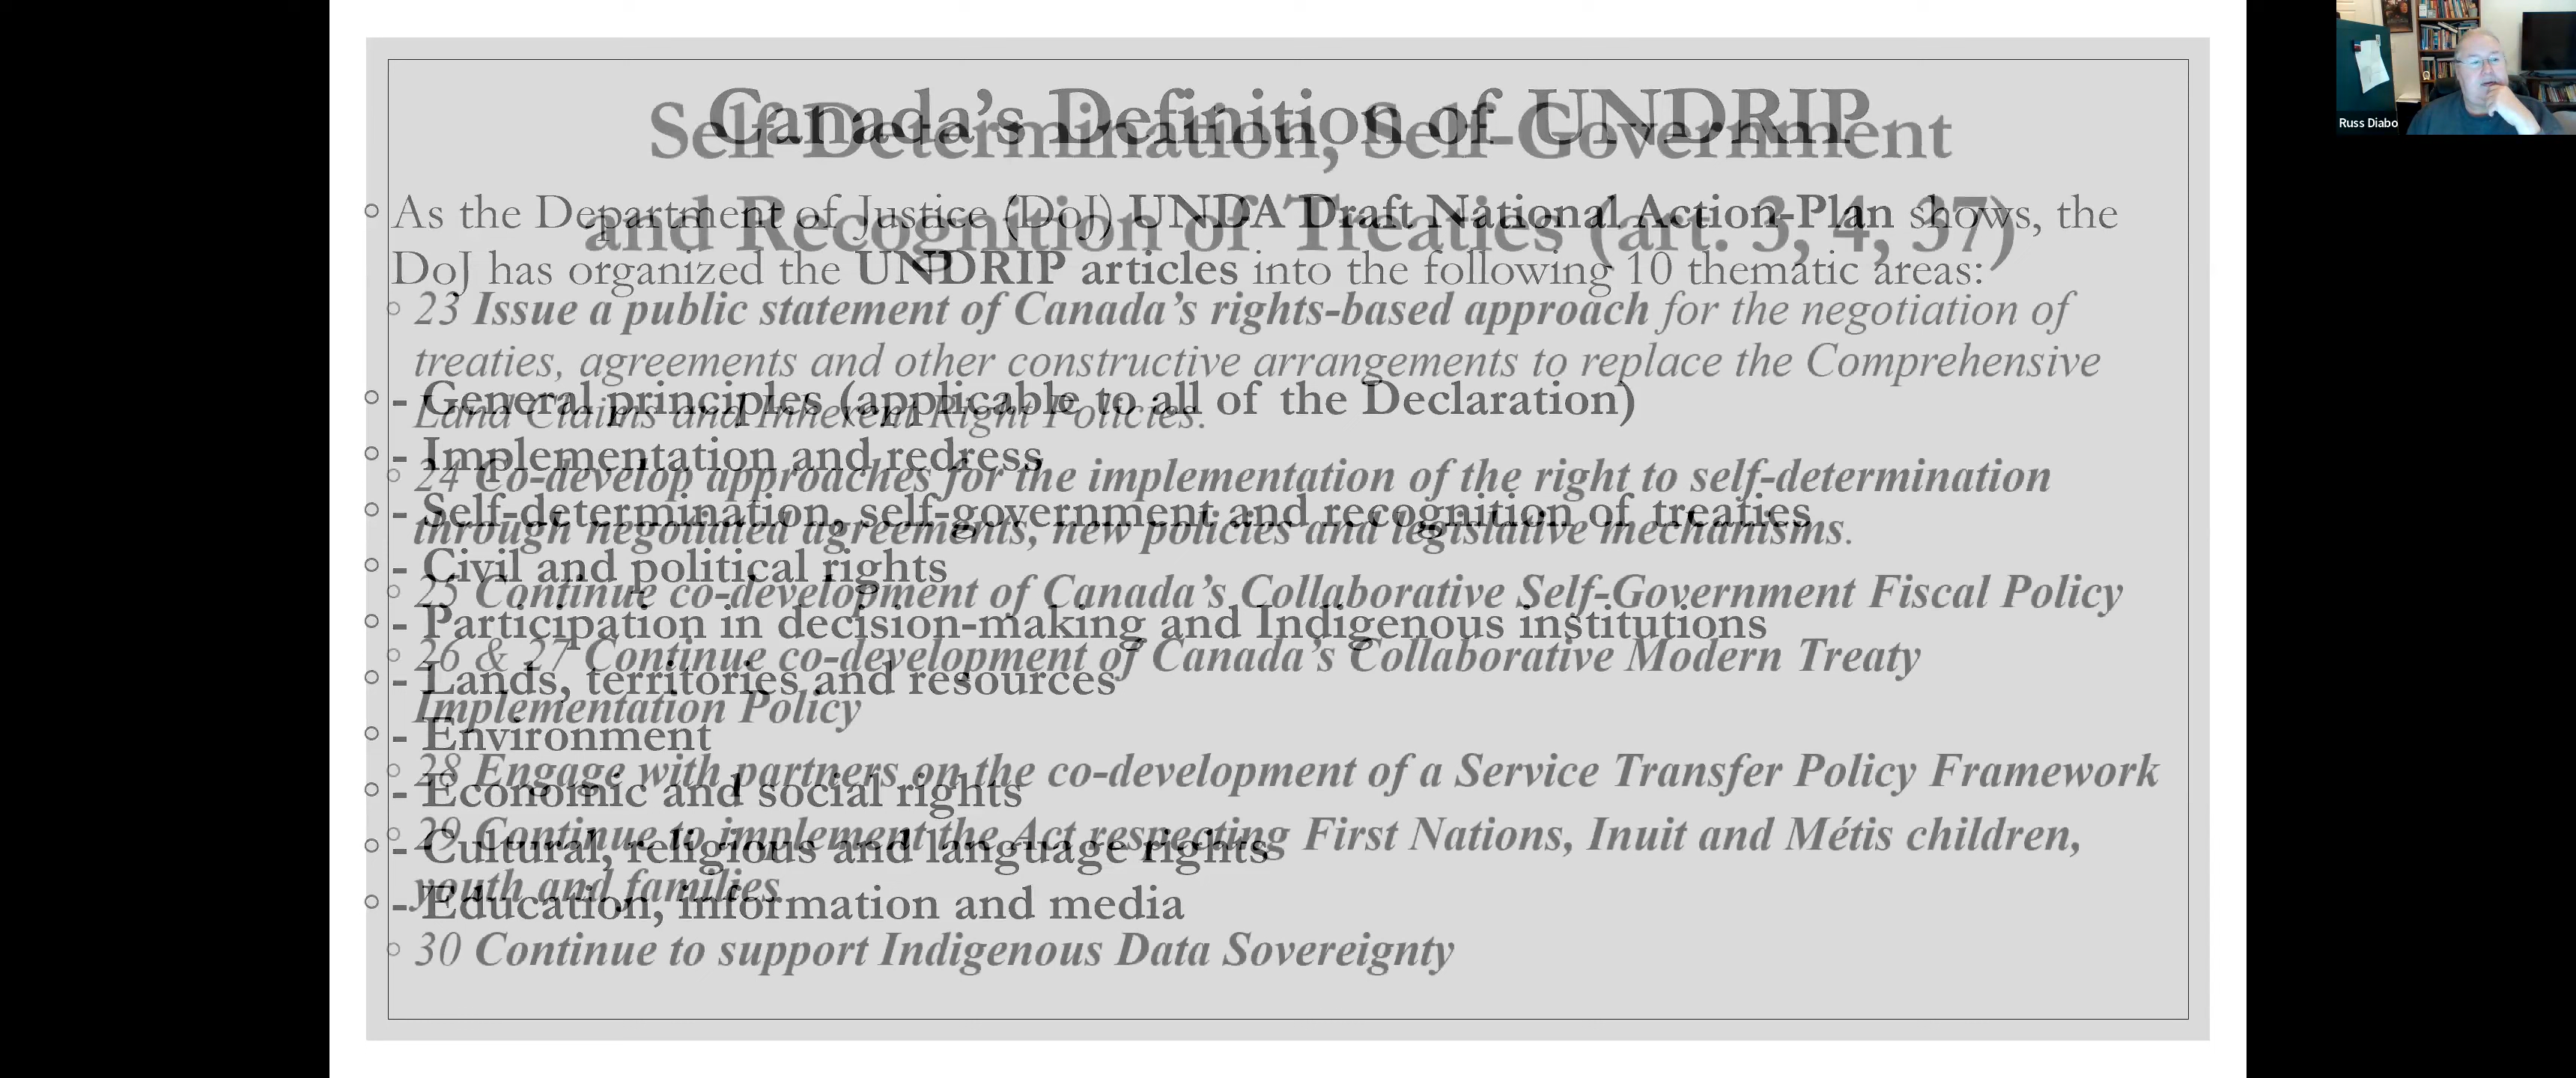 Canada's Definition of UNDRIP
As the Department of Justice (DoJ) UNDA Draft National Action-Plan shows, the
DoJ has organized the UNDRIP articles into the following 10 thematic areas:
- General principles (applicable to all of the Declaration)
- Implementation and redress
- Self-determination, self-government and recognition of treaties
- Civil and political rights
- Participation in decision-making and Indigenous institutions
- Lands, territories and resources
- Environment
- Economic and social rights
- Cultural, religious and language rights
- Education, information and media
Self-Determination, Self-Government
and Recognition of Treaties (art. 3, 4, 37)
23 Issue a public statement of Canada's rights-based approach for the negotiation of
treaties, agreements and other constructive arrangements to replace the Comprehensive
Land Claims and Inherent Right Policies.
24 Co-develop approaches for the implementation of the right to self-determination
through negotiated agreements, new policies and legislative mechanisms.
25 Continue co-development of Canada's Collaborative Self-Government Fiscal Policy
26 & 27 Continue co-development of Canada's Collaborative Modern Treaty
Implementation Policy
28 Engage with partners on the co-development of a Service Transfer Policy Framework
29 Continue to implement the Act respecting First Nations, Inuit and Métis children,
youth and families.
30 Continue to support Indigenous Data Sovereignty
Russ Diabo